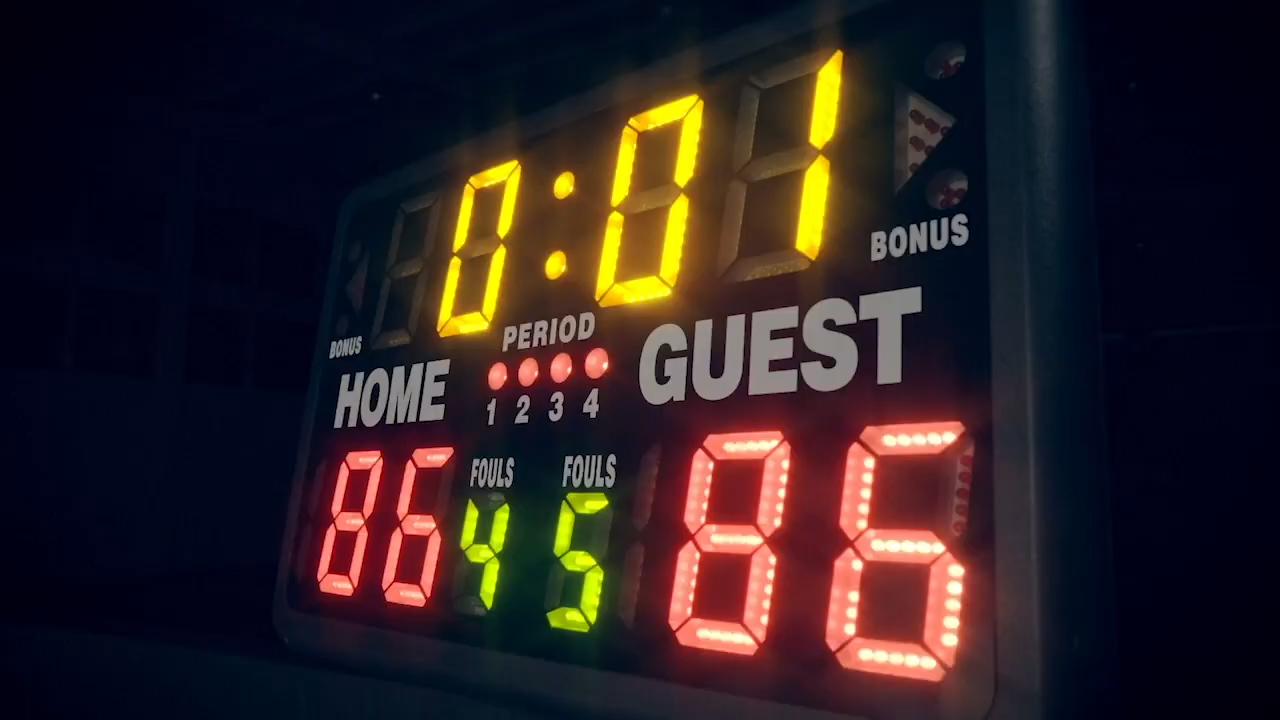 0:01
BONUS
BONUS
PERIOD
HOME
GUEST
1 2 3 4
FOULS FOULS
86 4 5 86